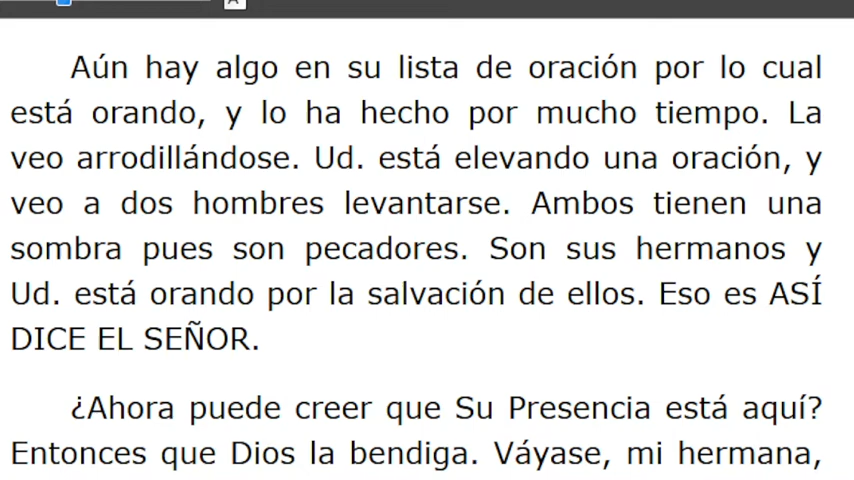 Aún hay algo en su lista de oración por lo cual
está orando, y lo ha hecho por mucho tiempo. La
veo arrodillándose. Ud. está elevando una oración, y
veo a dos hombres levantarse. Ambos tienen una
sombra pues son pecadores. Son sus hermanos y
Ud. está orando por la salvación de ellos. Eso es ASÍ
DICE EL SEÑOR.
¿Ahora puede creer que Su Presencia está aquí?
Entonces que Dios la bendiga. Váyase, mi hermana,